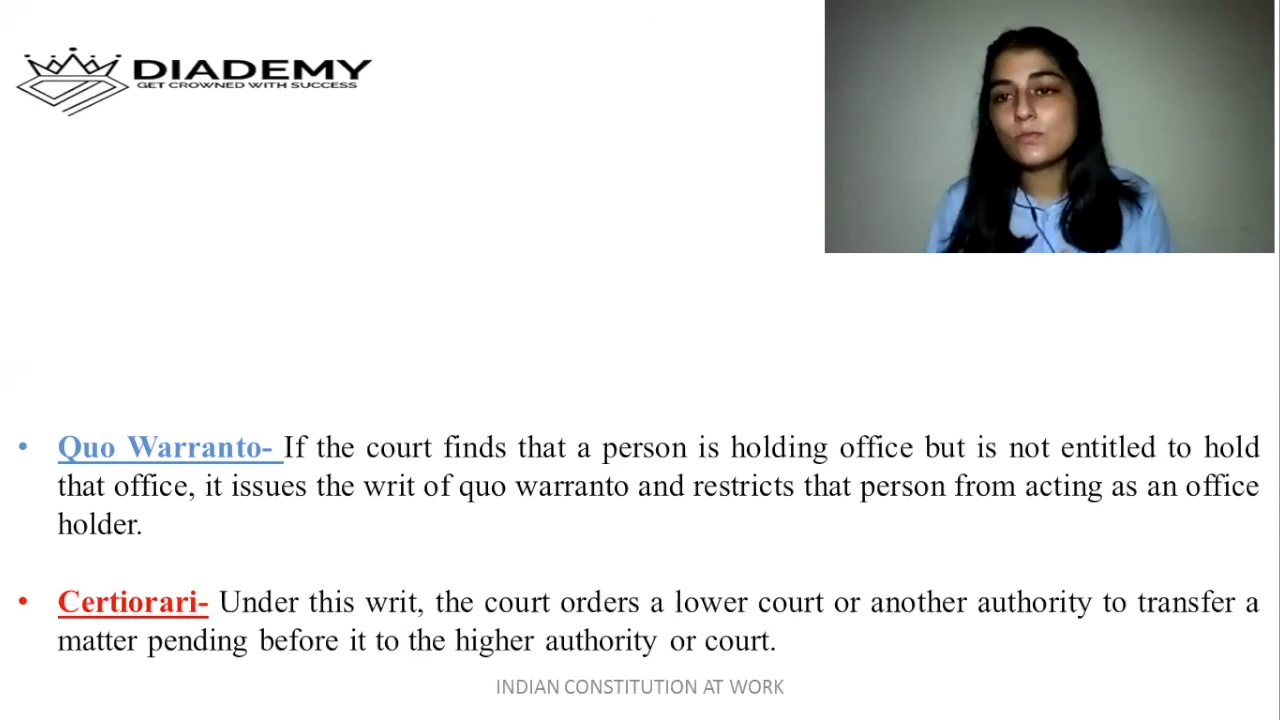 DIADEMY
GET CROWNED WITH SUCCESS
• Quo Warranto- If the court finds that a person is holding office but is not entitled to hold
that office, it issues the writ of quo warranto and restricts that person from acting as an office
holder.
• Certiorari- Under this writ, the court orders a lower court or another authority to transfer a
matter pending before it to the higher authority or court.
INDIAN CONSTITUTION AT WORK